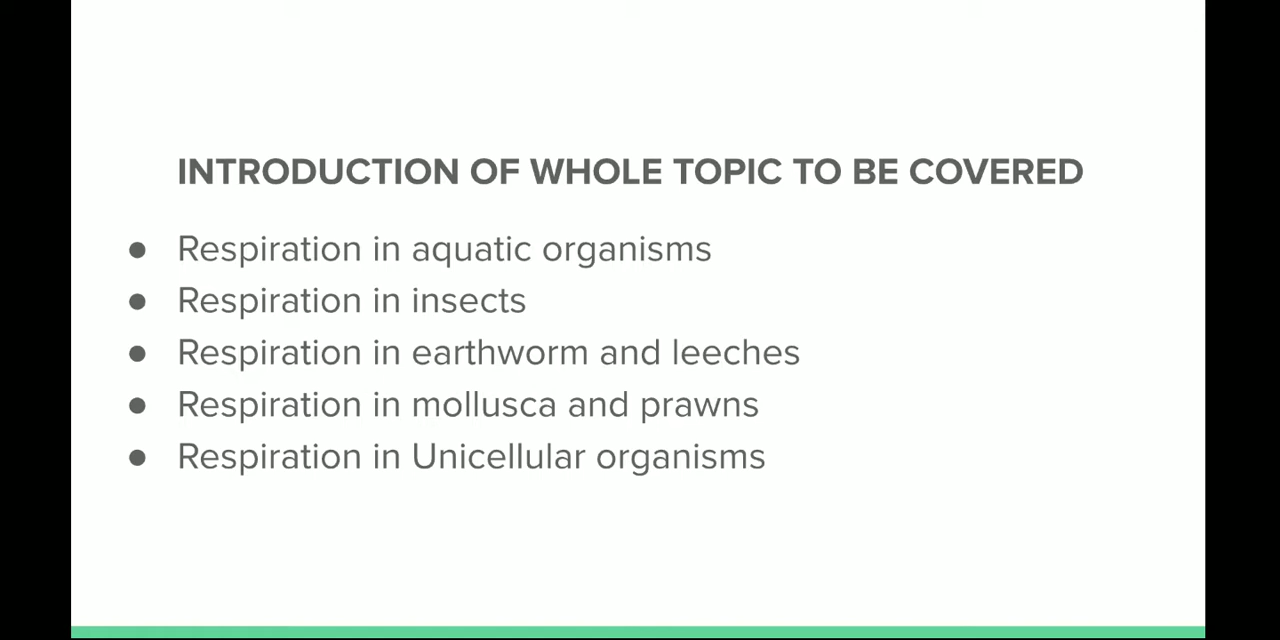 INTRODUCTION OF WHOLE TOPIC TO BE COVERED
● Respiration in aquatic organisms
● Respiration in insects
● Respiration in earthworm and leeches
● Respiration in mollusca and prawns
● Respiration in Unicellular organisms